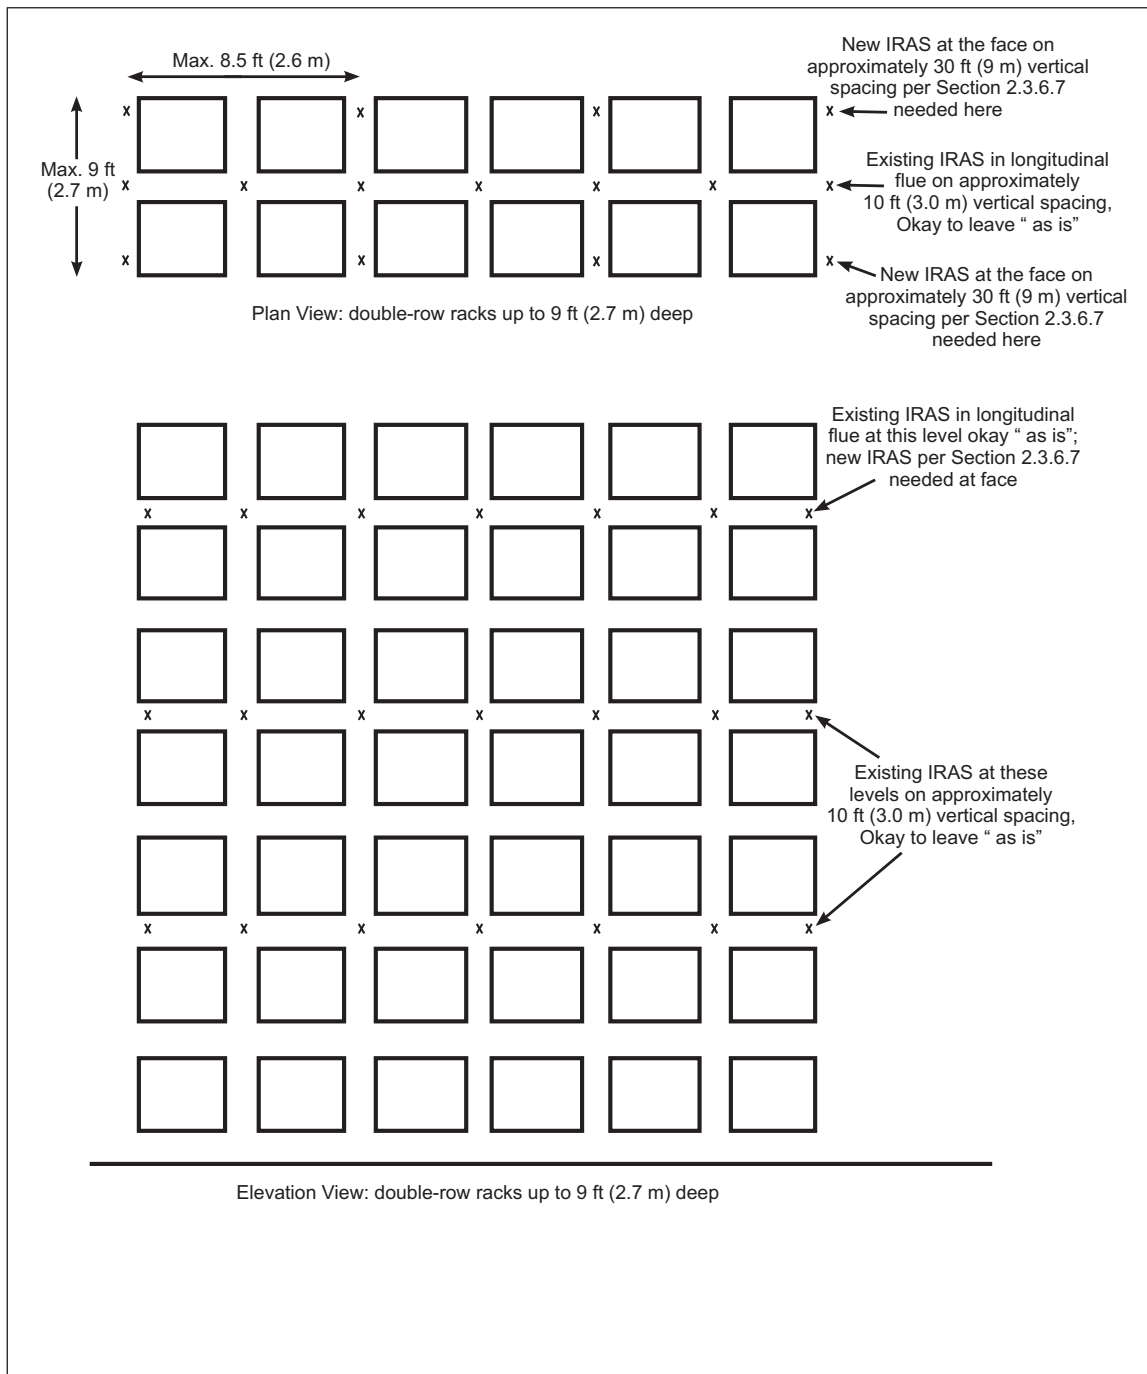 Max. 8.5 ft (2.6 m)
New IRAS at the face on
approximately 30 ft (9 m) vertical
spacing per Section 2.3.6.7
needed here
Max. 9 ft
(2.7 m)
Existing IRAS in longitudinal
flue on approximately
10 ft (3.0 m) vertical spacing,
Okay to leave “ as is”
New IRAS at the face on
approximately 30 ft (9 m) vertical
spacing per Section 2.3.6.7
needed here
Plan View: double-row racks up to 9 ft (2.7 m) deep
Existing IRAS in longitudinal
flue at this level okay “ as is”;
new IRAS per Section 2.3.6.7
needed at face
Existing IRAS at these
levels on approximately
10 ft (3.0 m) vertical spacing,
Okay to leave “ as is”
Elevation View: double-row racks up to 9 ft (2.7 m) deep